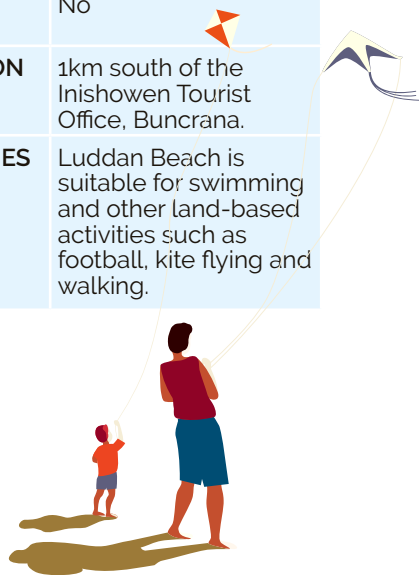 No
ON 1km south of the
Inishowen Tourist
Office, Buncrana.
ES Luddan Beach is
suitable for swimming
and other land-based
activities such as
football, kite flying and
walking.